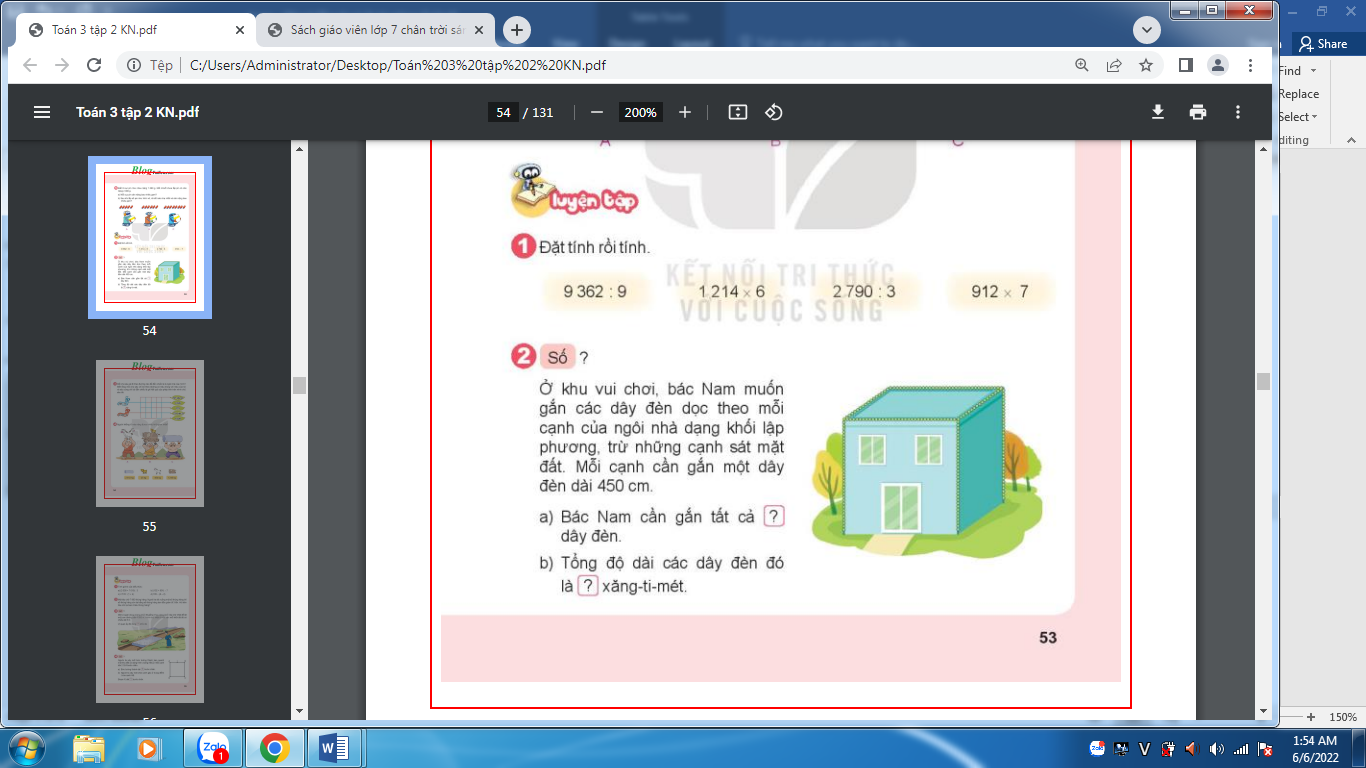 Toán 3 tập 2 KN.pdf
Sách giáo viên lớp 7 chân trời sán
Share
Tệp | C:/Users/Administrator/Desktop/Toán%203%20tập%202%20KN.pdf
Find
Toán 3 tập 2 KN.pdf
54 / 131
200%
Replace
Select
diting
A B C
luyện tập
1 Đặt tính rồi tính.
KẾT NỐI TRI THỨC
9 362 : 9 1 214 × 6 2 790 : 3 912 × 7
VỚI CUỘC SỐNG
2 Số ?
Ở khu vui chơi, bác Nam muốn
gắn các dây đèn dọc theo mỗi
cạnh của ngôi nhà dạng khối lập
phương, trừ những cạnh sát mặt
đất. Mỗi cạnh cần gắn một dây
đèn dài 450 cm.
a) Bác Nam cần gắn tất cả ?
dây đèn.
b) Tổng độ dài các dây đèn đó
là ? xăng-ti-mét.
53
54
55
56
150%
Zalo
1
1:54 AM
6/6/2022